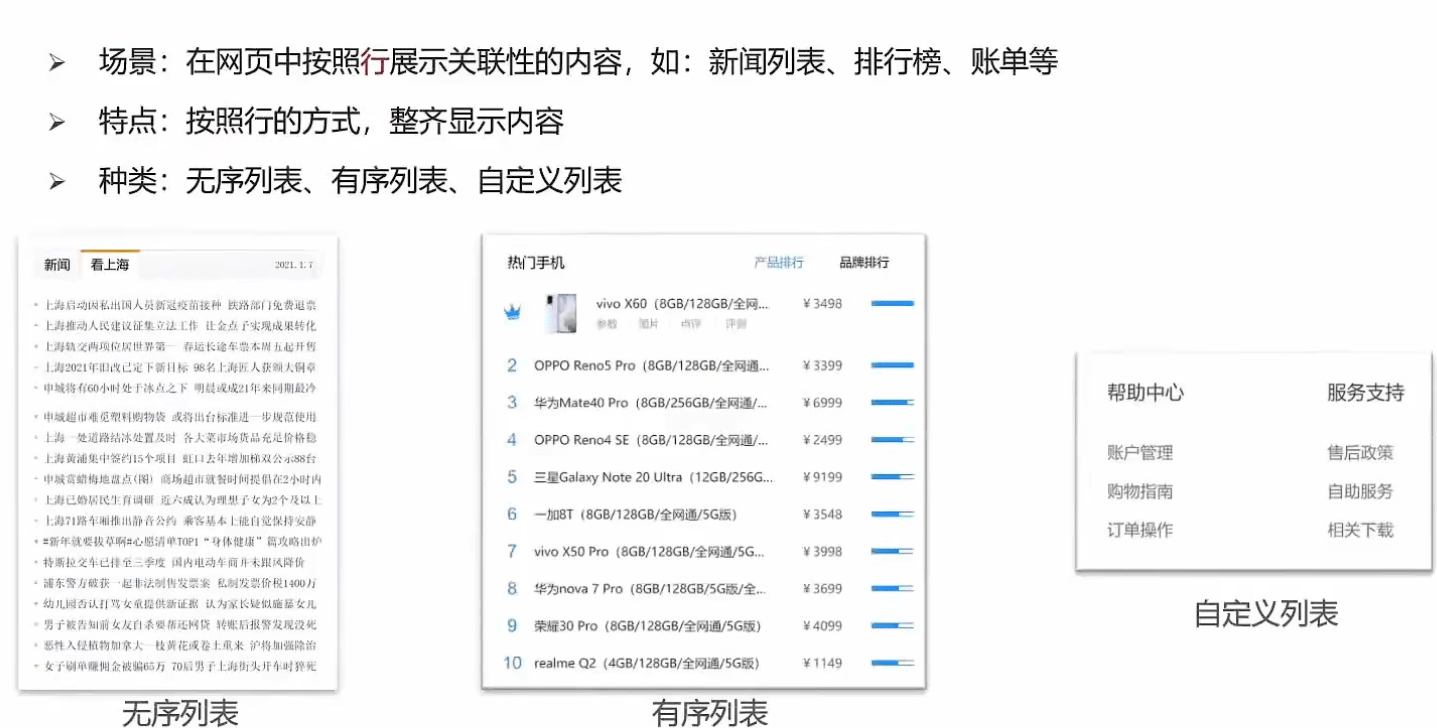 场景：在网页中按照行展示关联性的内容，如：新闻列表、排行榜、账单等
特点：按照行的方式，整齐显示内容
种类：无序列表、有序列表、自定义列表
新闻 看上海 2021.1.7
上海启动因私出国人员新冠疫苗接种 铁路部门免费退票
上海推动人民建议征集立法工作 让金点子实现成果转化
上海轨交两项位居世界第一 春运长途车票本周五起开售
上海2021年旧改已定下新目标 98名上海匠人获颁大铜章
申城将有60小时处于冰点之下 明晨或成21年来同期最冷
申城超市难觅塑料购物袋 或将出台标准进一步规范使用
上海一处道路结冰处置及时 各大菜市场货品充足价格稳
上海黄浦集中签约15个项目 虹口去年增加梯双公示88台
申城赏蜡梅地盘点(图) 商场超市就餐时间提倡在2小时内
上海已婚居民生育调研 近六成认为理想子女为2个及以上
上海71路车厢推出静音公约 乘客基本上能自觉保持安静
#新年就要拔草啊#心愿清单TOP1“身体健康”篇攻略出炉
特斯拉交车已排至三季度 国内电动车商并未跟风降价
浦东警方破获一起非法制售发票案 私制发票价税1400万
幼儿园否认打骂女童提供新证据 认为家长疑似施暴女儿
男子被告知前女友自杀要帮还网贷 转账后报警发现没死
恶性入侵植物加拿大一枝黄花或卷土重来 沪将加强除治
女子刷单赚佣金被骗65万 70后男子上海街头开车时猝死
无序列表
热门手机 产品排行 品牌排行
vivo X60（8GB/128GB/全网... ¥3498
参数 图片 点评 评测
2 OPPO Reno5 Pro（8GB/128GB/全网通... ¥3399
3 华为Mate40 Pro（8GB/256GB/全网通/... ¥6999
4 OPPO Reno4 SE（8GB/128GB/全网通/... ¥2499
5 三星Galaxy Note 20 Ultra（12GB/256G... ¥9199
6 一加8T（8GB/128GB/全网通/5G版） ¥3548
7 vivo X50 Pro（8GB/128GB/全网通/5G... ¥3998
8 华为nova 7 Pro（8GB/128GB/5G版/全... ¥3699
9 荣耀30 Pro（8GB/128GB/全网通/5G版） ¥4099
10 realme Q2（4GB/128GB/全网通/5G版） ¥1149
有序列表
帮助中心 服务支持
账户管理 售后政策
购物指南 自助服务
订单操作 相关下载
自定义列表